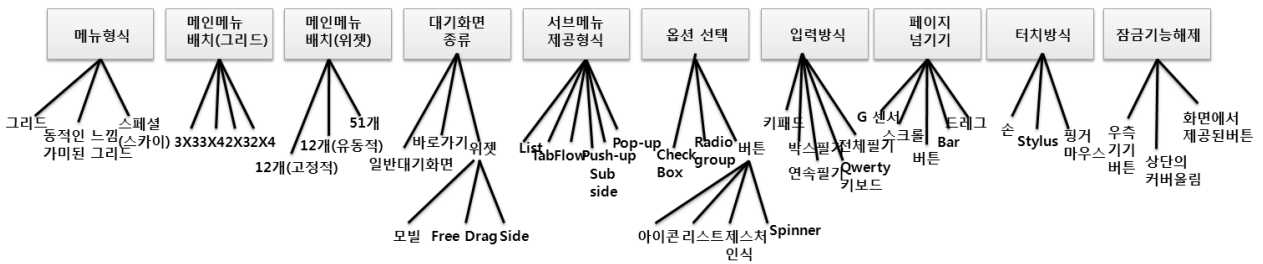 메뉴형식
메인메뉴
배치(그리드)
메인메뉴
배치(위젯)
대기화면
종류
서브메뉴
제공형식
옵션 선택
입력방식
페이지
넘기기
터치방식
잠금기능해제
그리드
동적인 느낌
가미된 그리드
스페셜
(스카이)
3X3
3X4
2X3
2X4
12개(고정적)
12개(유동적)
51개
일반대기화면
바로가기
위젯
모빌
Free Drag
Side
List
Tab
Flow
Push-up
Sub
side
Pop-up
Check
Box
Radio
group
버튼
아이콘
리스트
제스처
인식
Spinner
키패드
박스필기
연속필기
Qwerty
키보드
전체필기
G 센서
스크롤
버튼
Bar
드레그
손
Stylus
핑거
마우스
우측
기기
버튼
상단의
커버올림
화면에서
제공된버튼